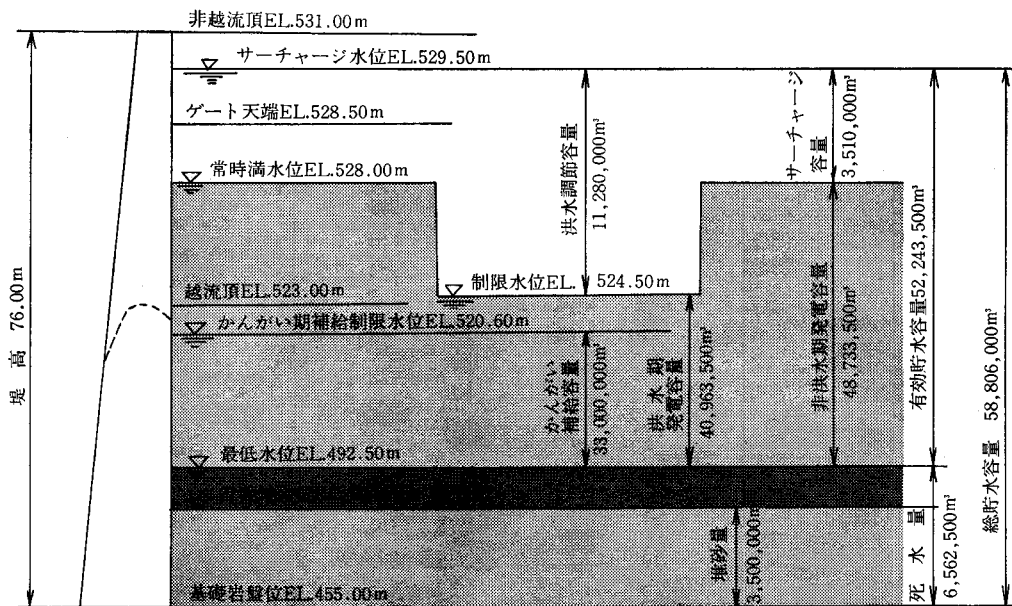 非越流頂EL.531.00m
サーチャージ水位EL.529.50m
ゲート天端EL.528.50m
常時満水位EL.528.00m
制限水位EL. 524.50m
越流頂EL.523.00m
かんがい期補給制限水位EL.520.60m
最低水位EL.492.50m
基礎岩盤位EL.455.00m
堤高 76.00m
洪水調節容量
11,280,000m³
サーチャージ
容量
3,510,000m³
かんがい
補給容量
33,000,000m³
洪水期
発電容量
40,963,500m³
非洪水期発電容量
48,733,500m³
有効貯水容量52,243,500m³
総貯水容量 58,806,000m³
堆砂量
3,500,000m³
死水量
6,562,500m³